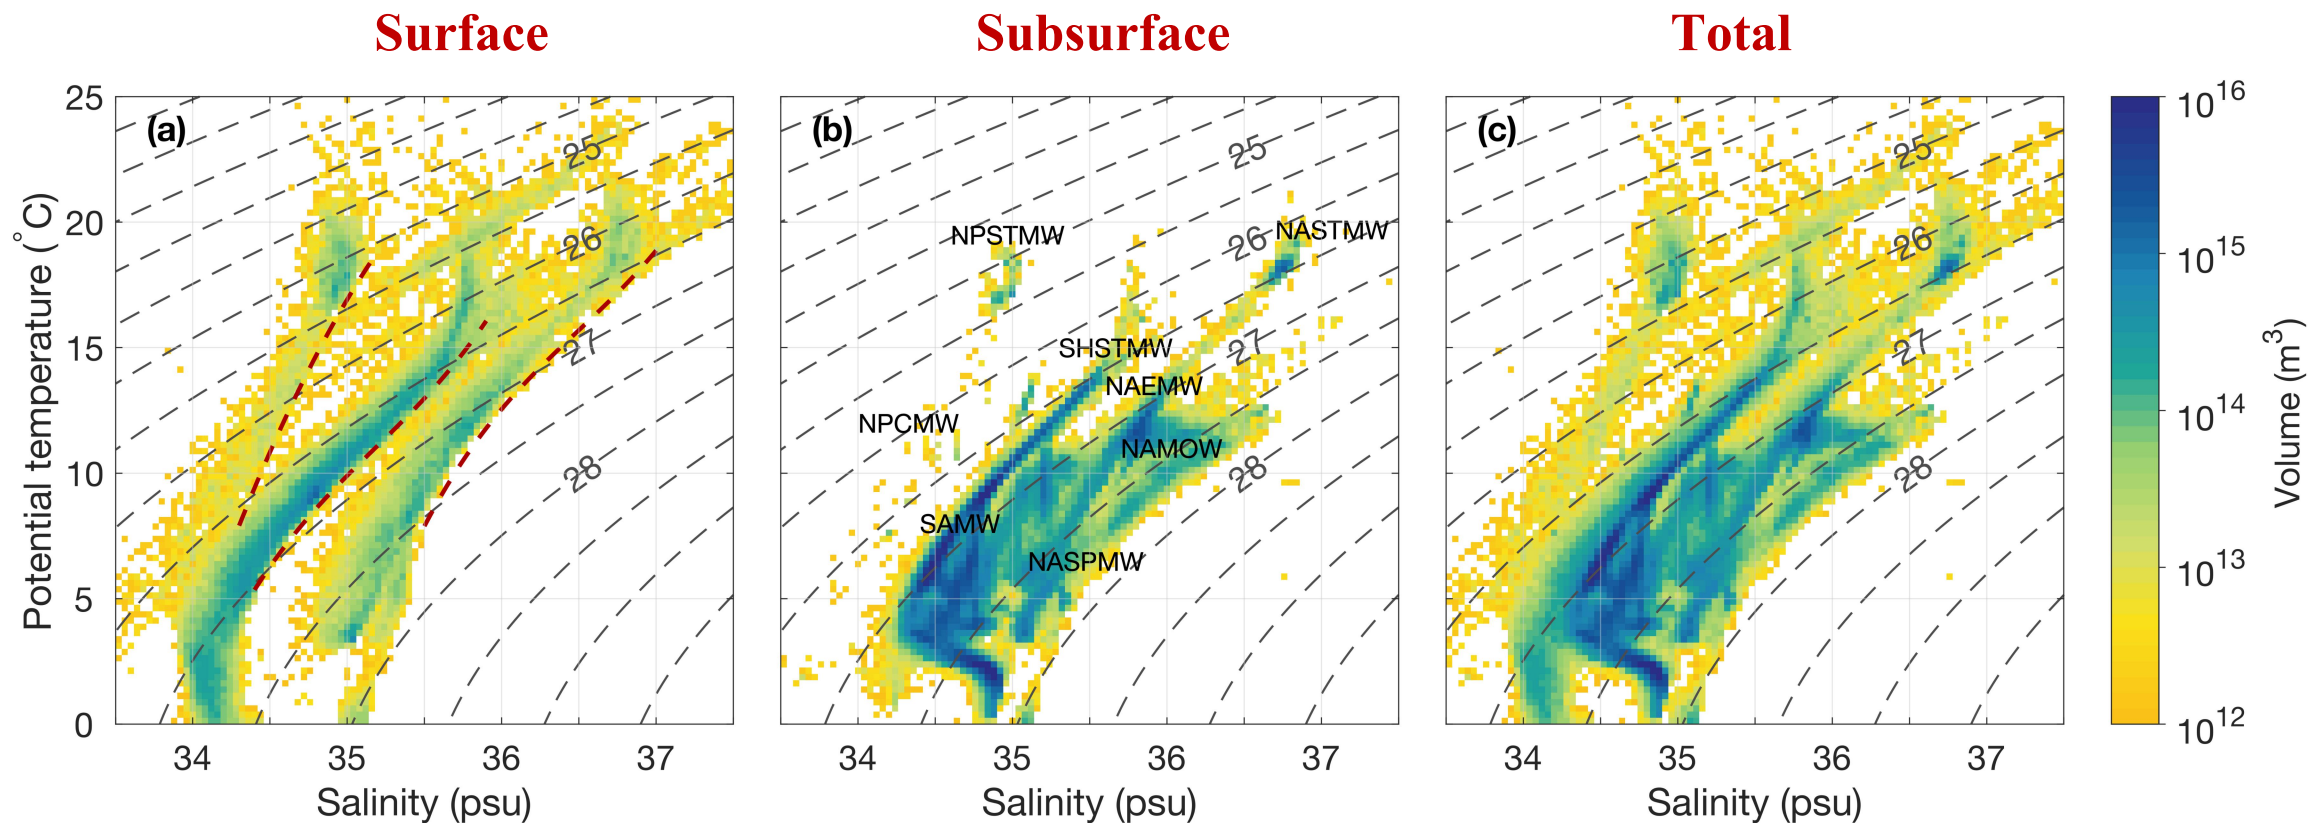 Surface
Subsurface
Total
(a)
25
20
15
10
5
0
25
26
27
28
34
35
36
37
Potential temperature (°C)
Salinity (psu)
(b)
25
26
27
28
NPSTMW
NASTMW
SHSTMW
NAEMW
NPCMW
NAMOW
SAMW
NASPMW
34
35
36
37
Salinity (psu)
(c)
25
26
27
28
34
35
36
37
Salinity (psu)
10^16
10^15
10^14
10^13
10^12
Volume (m³)